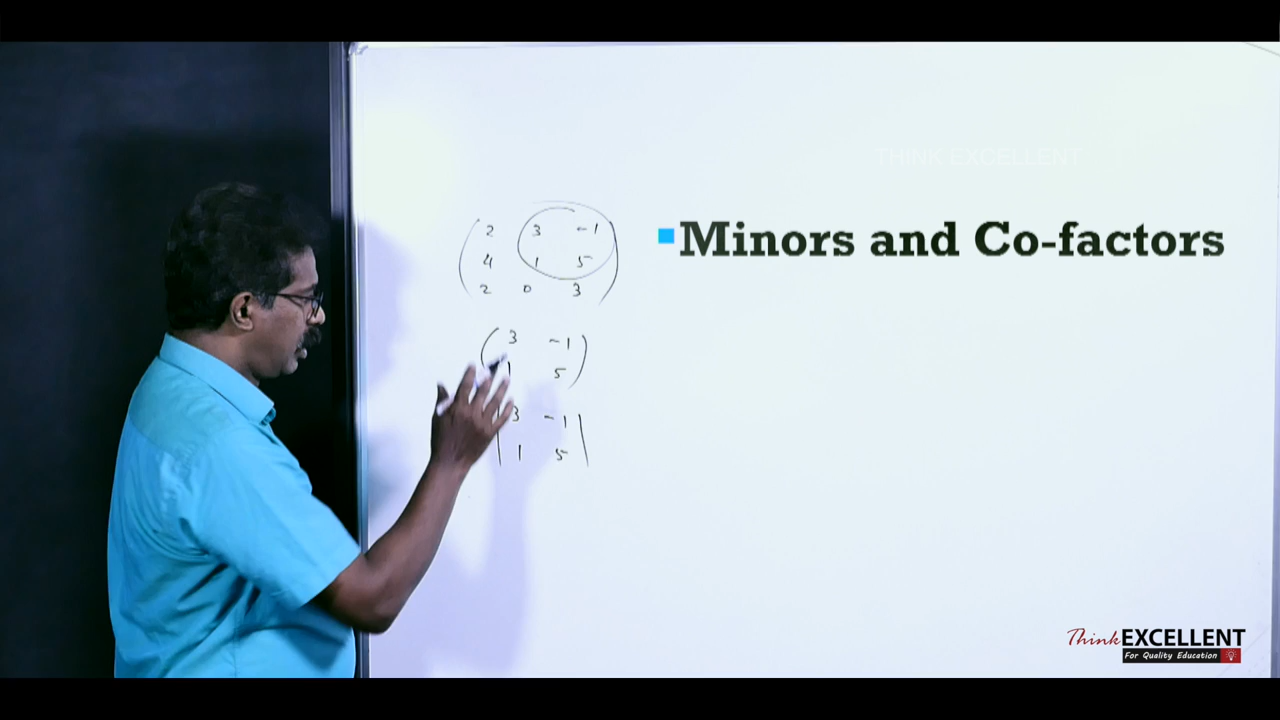 THINK EXCELLENT
▪Minors and Co-factors
2 3 -1
4 1 5
2 0 3
3 -1
1 5
3 -1
1 5
Think EXCELLENT
For Quality Education